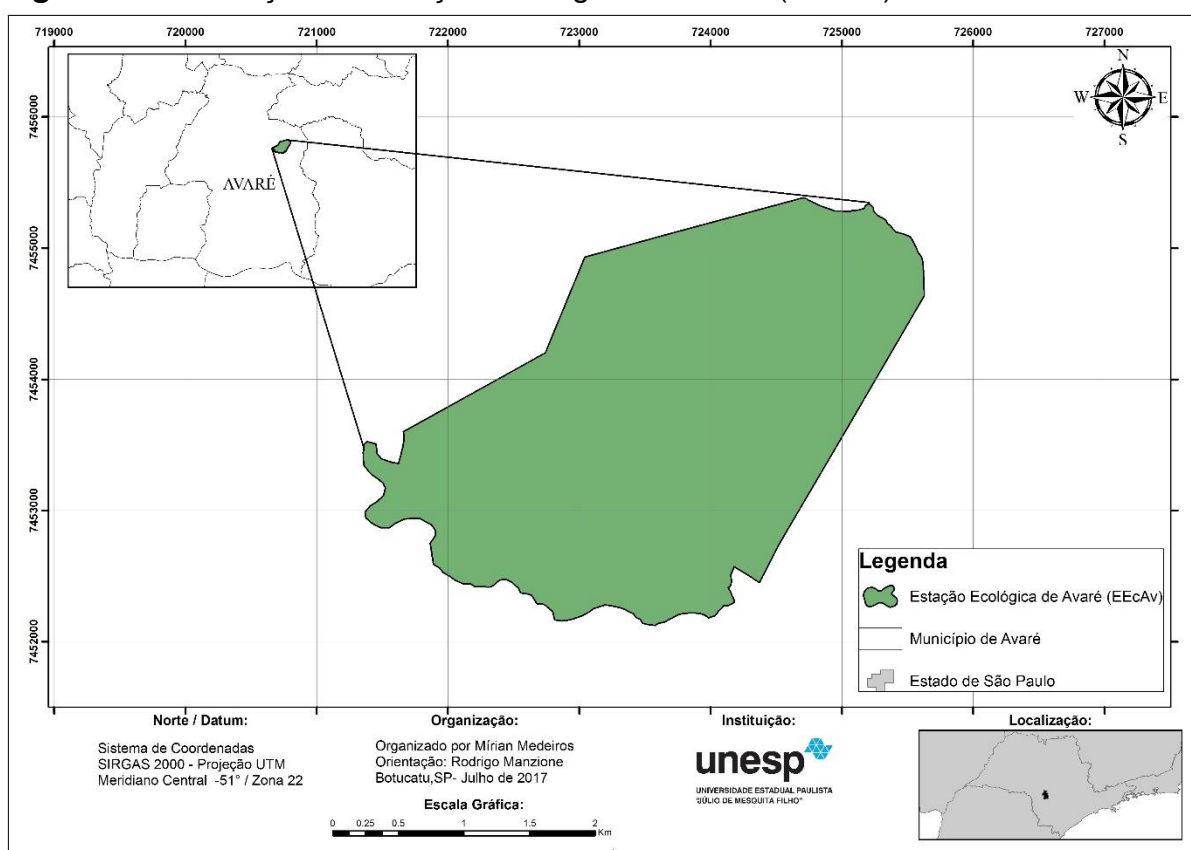 719000 720000 721000 722000 723000 724000 725000 726000 727000
7456000
7455000
7454000
7453000
7452000
N
W E
S
AVARÉ
Legenda
Estação Ecológica de Avaré (EEcAv)
Município de Avaré
Estado de São Paulo
Norte / Datum:
Sistema de Coordenadas
SIRGAS 2000 - Projeção UTM
Meridiano Central -51° / Zona 22
Organização:
Organizado por Mírian Medeiros
Orientação: Rodrigo Manzione
Botucatu,SP- Julho de 2017
Escala Gráfica:
0 0.25 0.5 1 1.5 2
Km
Instituição:
unesp
UNIVERSIDADE ESTADUAL PAULISTA
"JÚLIO DE MESQUITA FILHO"
Localização: